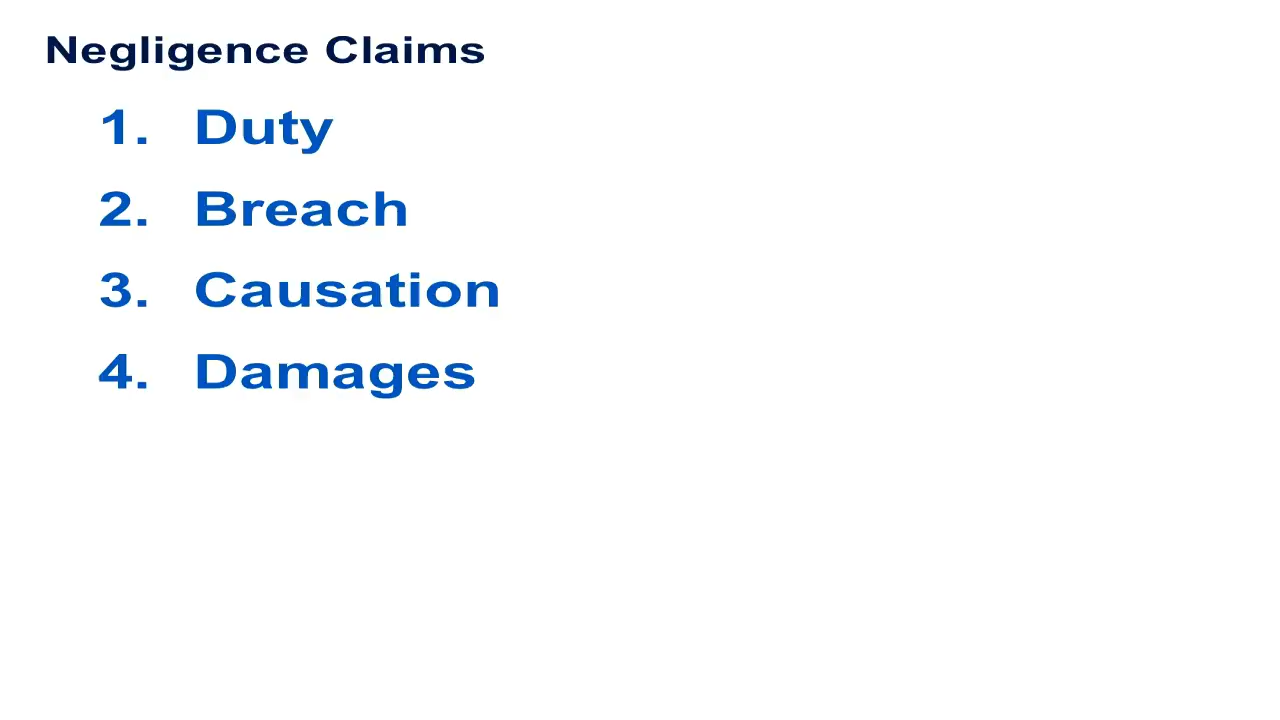 Negligence Claims
1. Duty
2. Breach
3. Causation
4. Damages